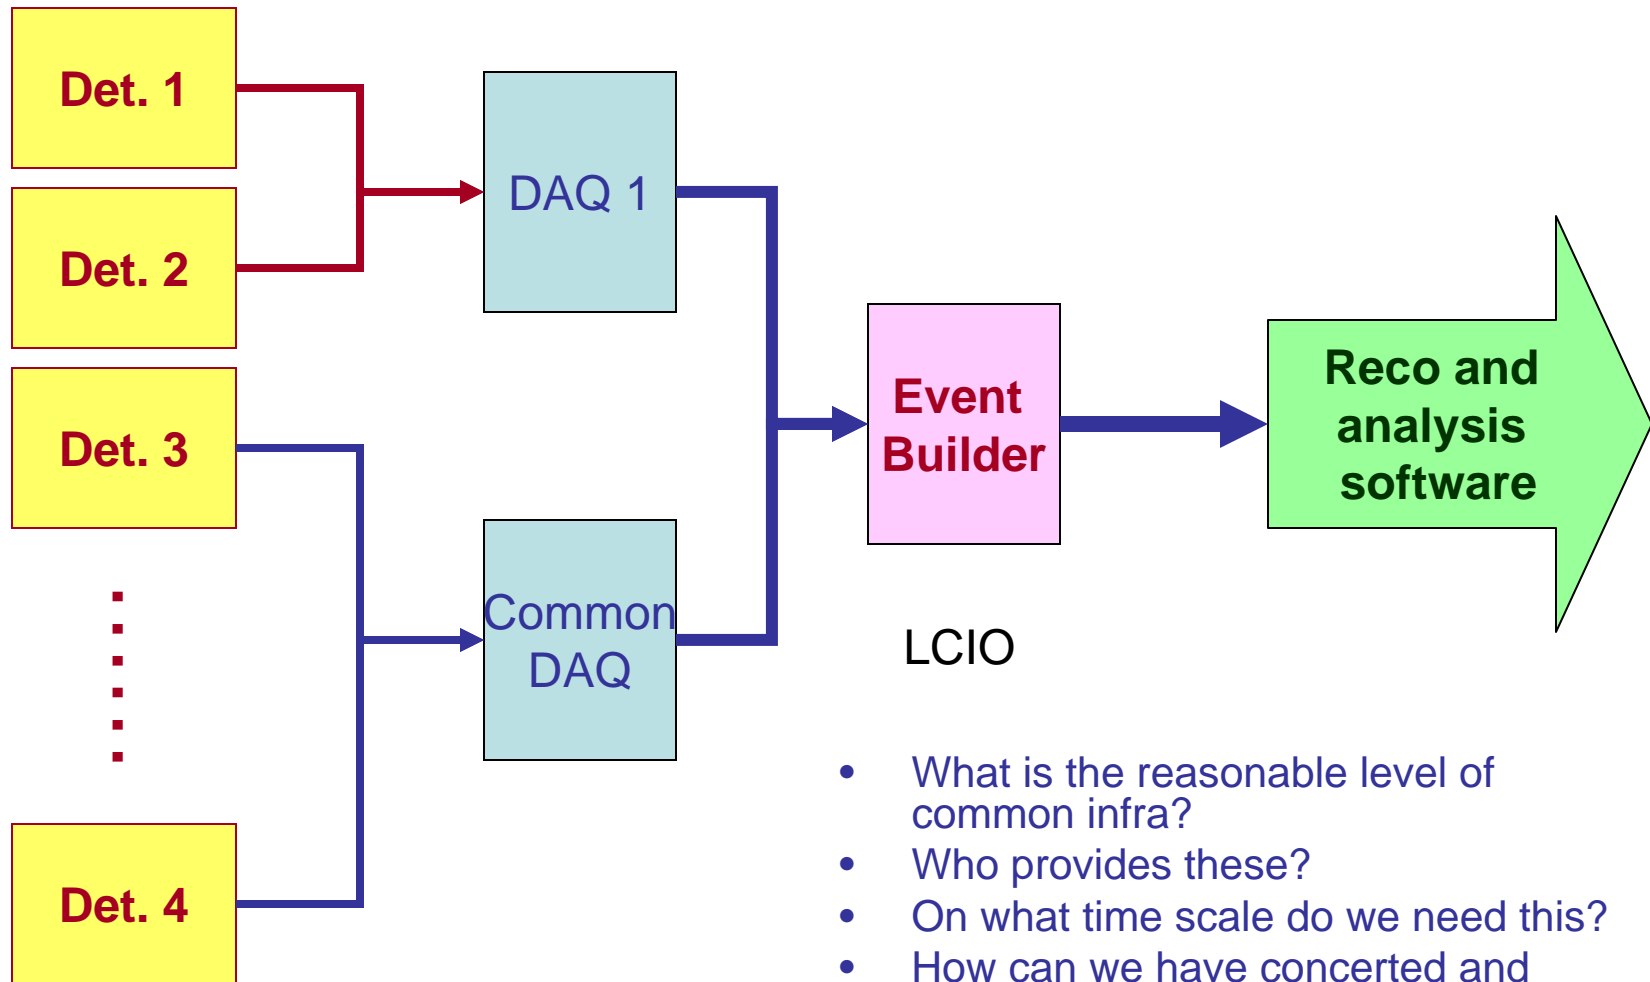 Det. 1
Det. 2
Det. 3
Det. 4
DAQ 1
Common
DAQ
Event
Builder
Reco and
analysis
software
LCIO
• What is the reasonable level of
common infra?
• Who provides these?
• On what time scale do we need this?
• How can we have concerted and